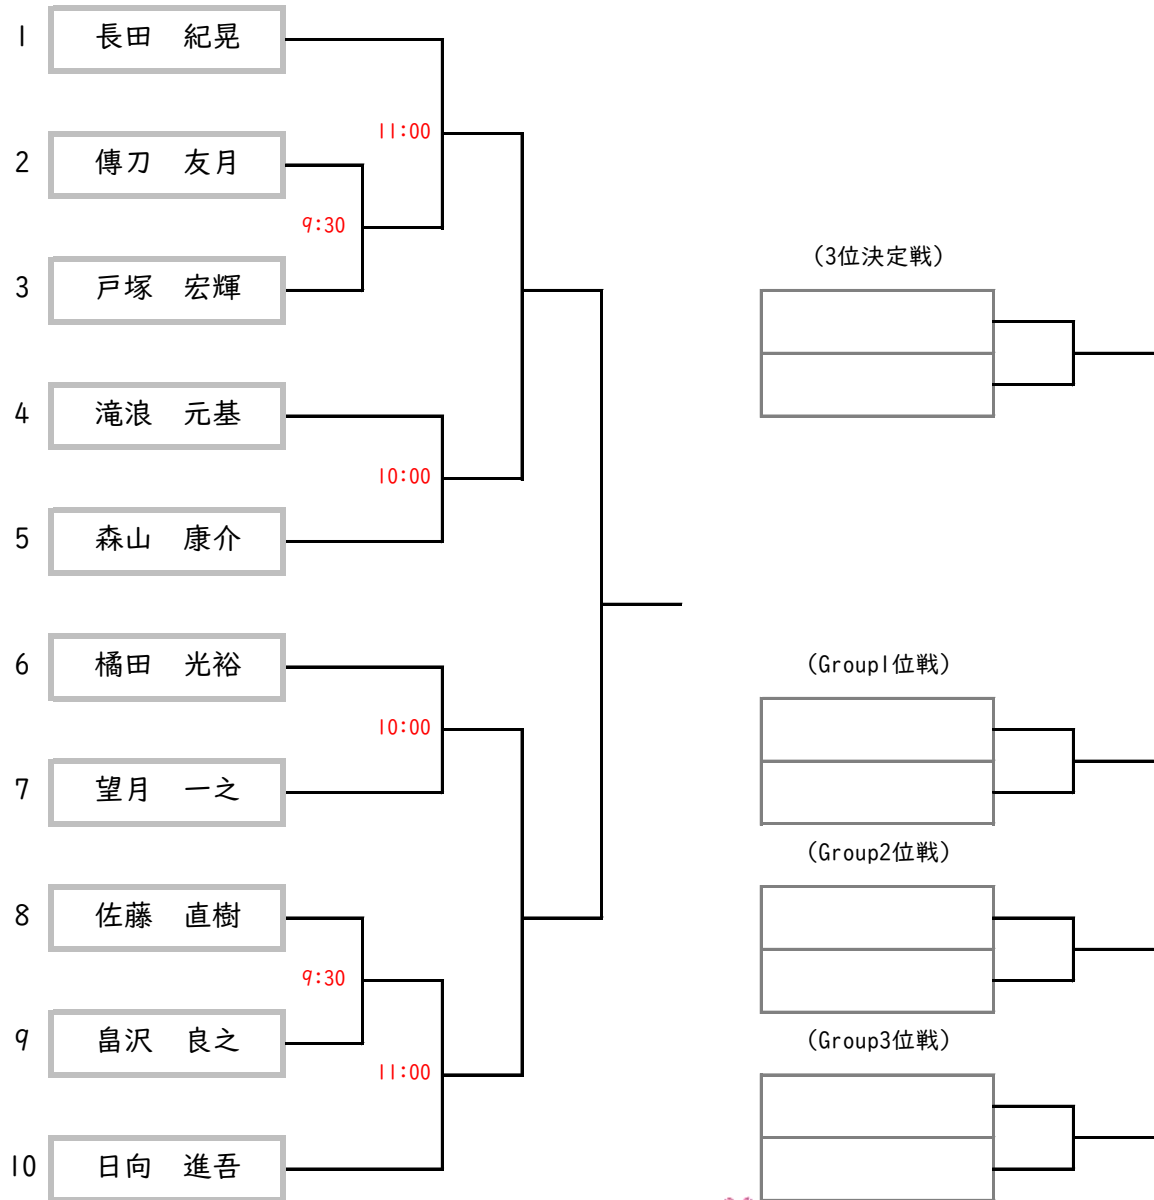 1 長田 紀晃
11:00
2 傳刀 友月
9:30
3 戸塚 宏輝
4 滝浪 元基
10:00
5 森山 康介
6 橘田 光裕
10:00
7 望月 一之
8 佐藤 直樹
9:30
9 畠沢 良之
11:00
10 日向 進吾
(3位決定戦)
(Group1位戦)
(Group2位戦)
(Group3位戦)